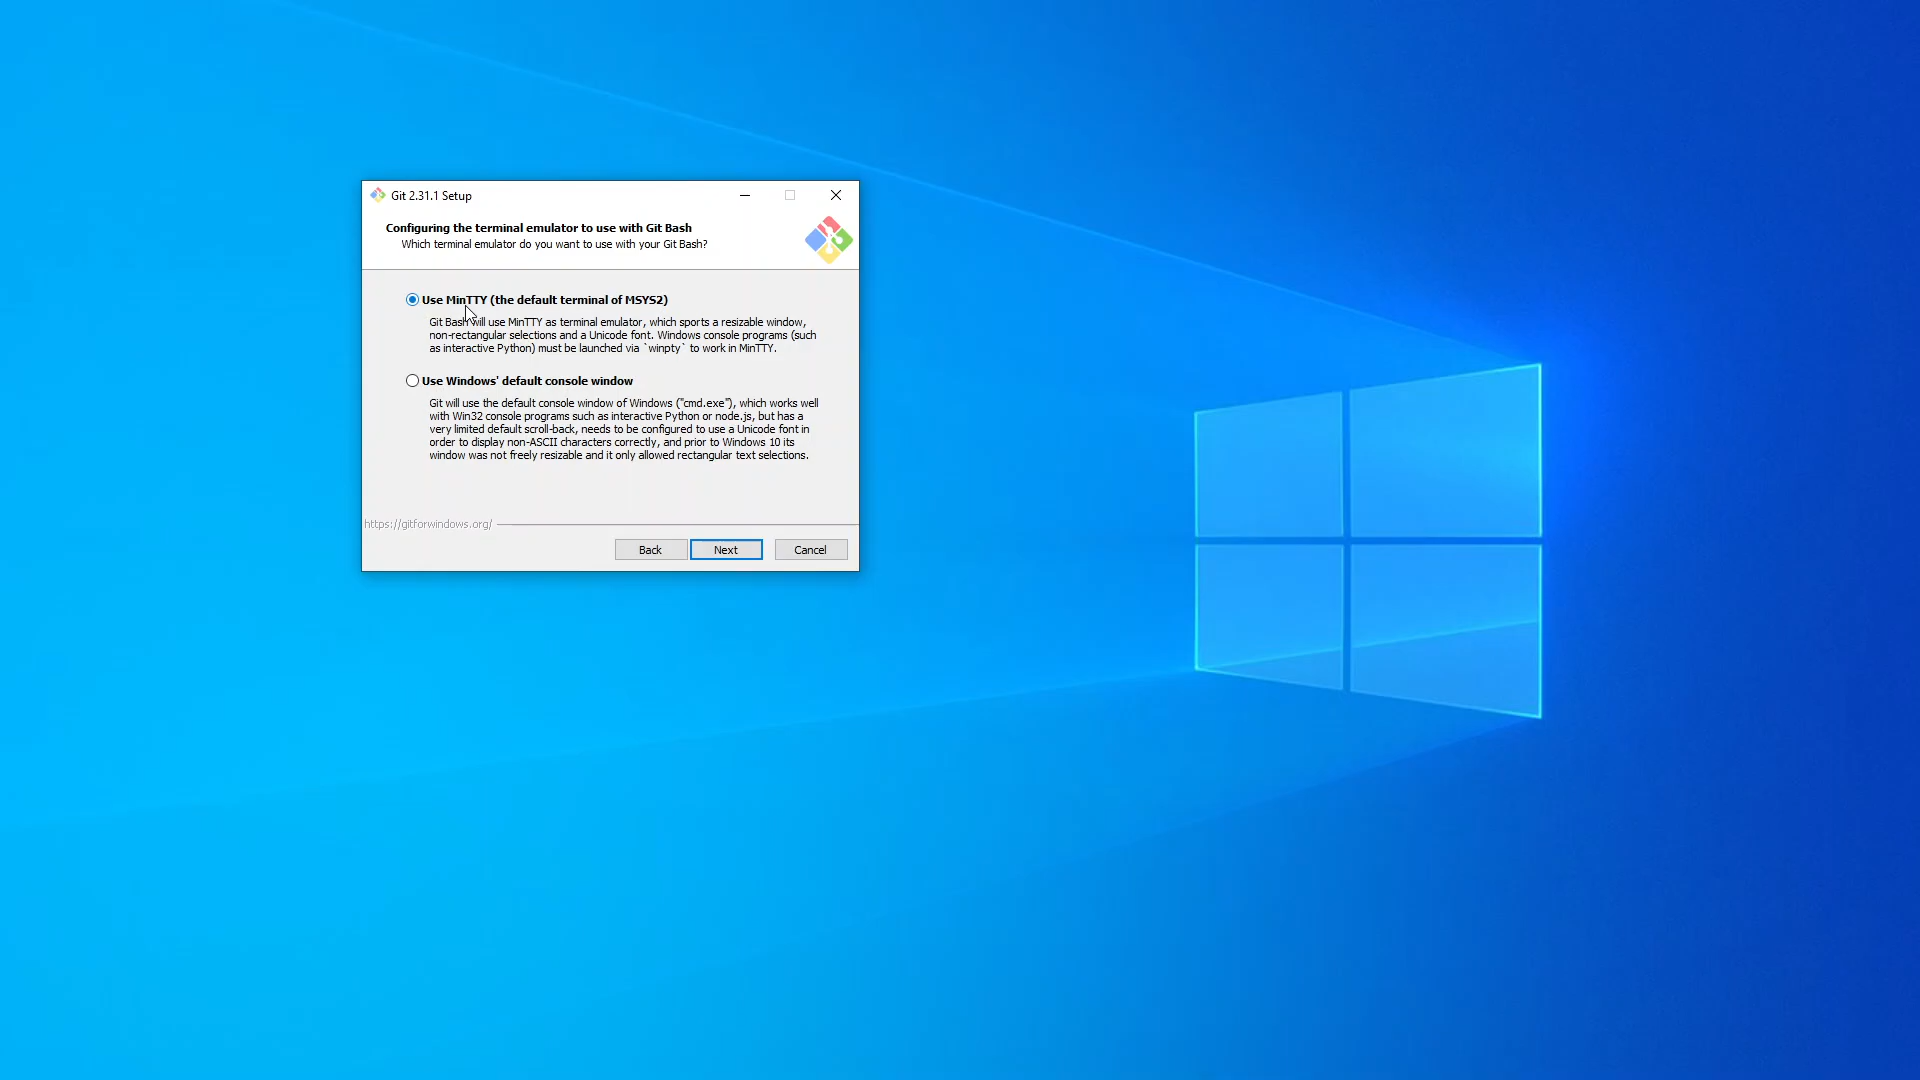 Git 2.31.1 Setup
Configuring the terminal emulator to use with Git Bash
Which terminal emulator do you want to use with your Git Bash?
Use MinTTY (the default terminal of MSYS2)
Git Bash will use MinTTY as terminal emulator, which sports a resizable window,
non-rectangular selections and a Unicode font. Windows console programs (such
as interactive Python) must be launched via `winpty` to work in MinTTY.
Use Windows' default console window
Git will use the default console window of Windows ("cmd.exe"), which works well
with Win32 console programs such as interactive Python or node.js, but has a
very limited default scroll-back, needs to be configured to use a Unicode font in
order to display non-ASCII characters correctly, and prior to Windows 10 its
window was not freely resizable and it only allowed rectangular text selections.
https://gitforwindows.org/
Back Next Cancel